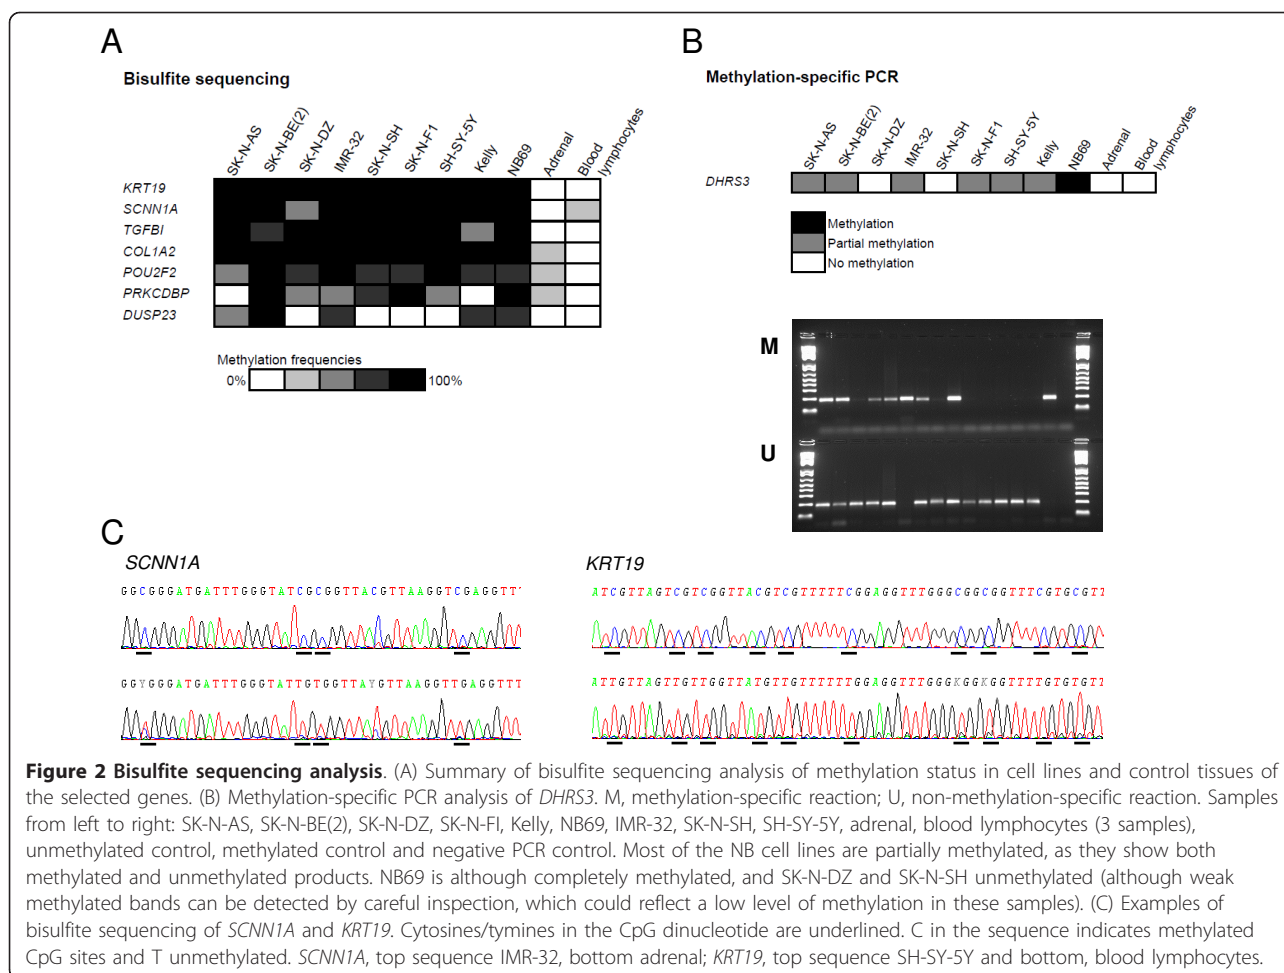 A
Bisulfite sequencing
SK-N-AS
SK-N-BE(2)
SK-N-DZ
IMR-32
SK-N-SH
SK-N-F1
SH-SY-5Y
Kelly
NB69
Adrenal
Blood
lymphocytes
KRT19
SCNN1A
TGFBI
COL1A2
POU2F2
PRKCDBP
DUSP23
Methylation frequencies
0%
100%
B
Methylation-specific PCR
SK-N-AS
SK-N-BE(2)
SK-N-DZ
IMR-32
SK-N-SH
SK-N-F1
SH-SY-5Y
Kelly
NB69
Adrenal
Blood
lymphocytes
DHRS3
Methylation
Partial methylation
No methylation
M
U
C
SCNN1A
GGCGGGATGATTTGGGTATCGCGGTTACGTTAAGGTCGAGGTTT
GGYGGGATGATTTGGGTATTGTGGTTAYGTTAAGGTTGAGGTTT
KRT19
ATCGTTAGTCGTCGGTTACGTCGTTTTTCGGAGGTTTGGGCGGCGGTTTCGTGCGTT
ATTGTTAGTTGTTGGTTATGTTGTTTTTTGGAGGTTTGGGKGGKGGTTTTGTGTGTT
Figure 2 Bisulfite sequencing analysis. (A) Summary of bisulfite sequencing analysis of methylation status in cell lines and control tissues of
the selected genes. (B) Methylation-specific PCR analysis of DHRS3. M, methylation-specific reaction; U, non-methylation-specific reaction. Samples
from left to right: SK-N-AS, SK-N-BE(2), SK-N-DZ, SK-N-FI, Kelly, NB69, IMR-32, SK-N-SH, SH-SY-5Y, adrenal, blood lymphocytes (3 samples),
unmethylated control, methylated control and negative PCR control. Most of the NB cell lines are partially methylated, as they show both
methylated and unmethylated products. NB69 is although completely methylated, and SK-N-DZ and SK-N-SH unmethylated (although weak
methylated bands can be detected by careful inspection, which could reflect a low level of methylation in these samples). (C) Examples of
bisulfite sequencing of SCNN1A and KRT19. Cytosines/tymines in the CpG dinucleotide are underlined. C in the sequence indicates methylated
CpG sites and T unmethylated. SCNN1A, top sequence IMR-32, bottom adrenal; KRT19, top sequence SH-SY-5Y and bottom, blood lymphocytes.